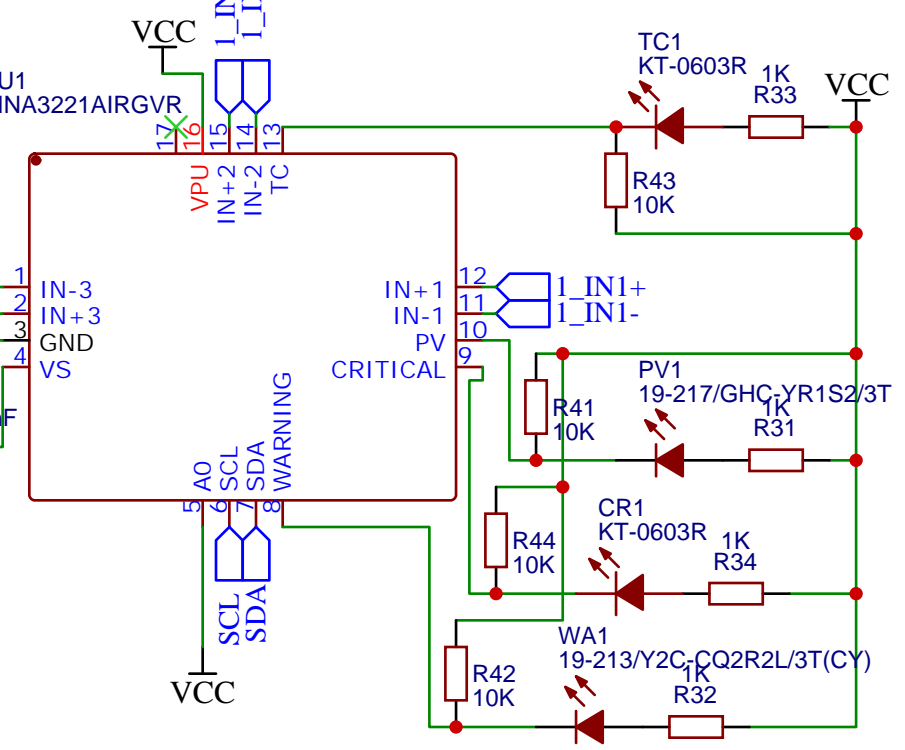 VCC
1_IN
U1
INA3221AIRGVR
17
16
15
14
13
VPU
IN+2
IN-2
TC
TC1
KT-0603R
1K
R33
VCC
R43
10K
1
IN-3
2
IN+3
3
GND
4
VS
12
IN+1
1_IN1+
11
IN-1
1_IN1-
10
PV
9
CRITICAL
F
A0
SCL
SDA
WARNING
5
6
7
8
SCL
SDA
VCC
R41
10K
PV1
19-217/GHC-YR1S2/3T
1K
R31
R44
10K
CR1
KT-0603R
1K
R34
R42
10K
WA1
19-213/Y2C-CQ2R2L/3T(CY)
1K
R32